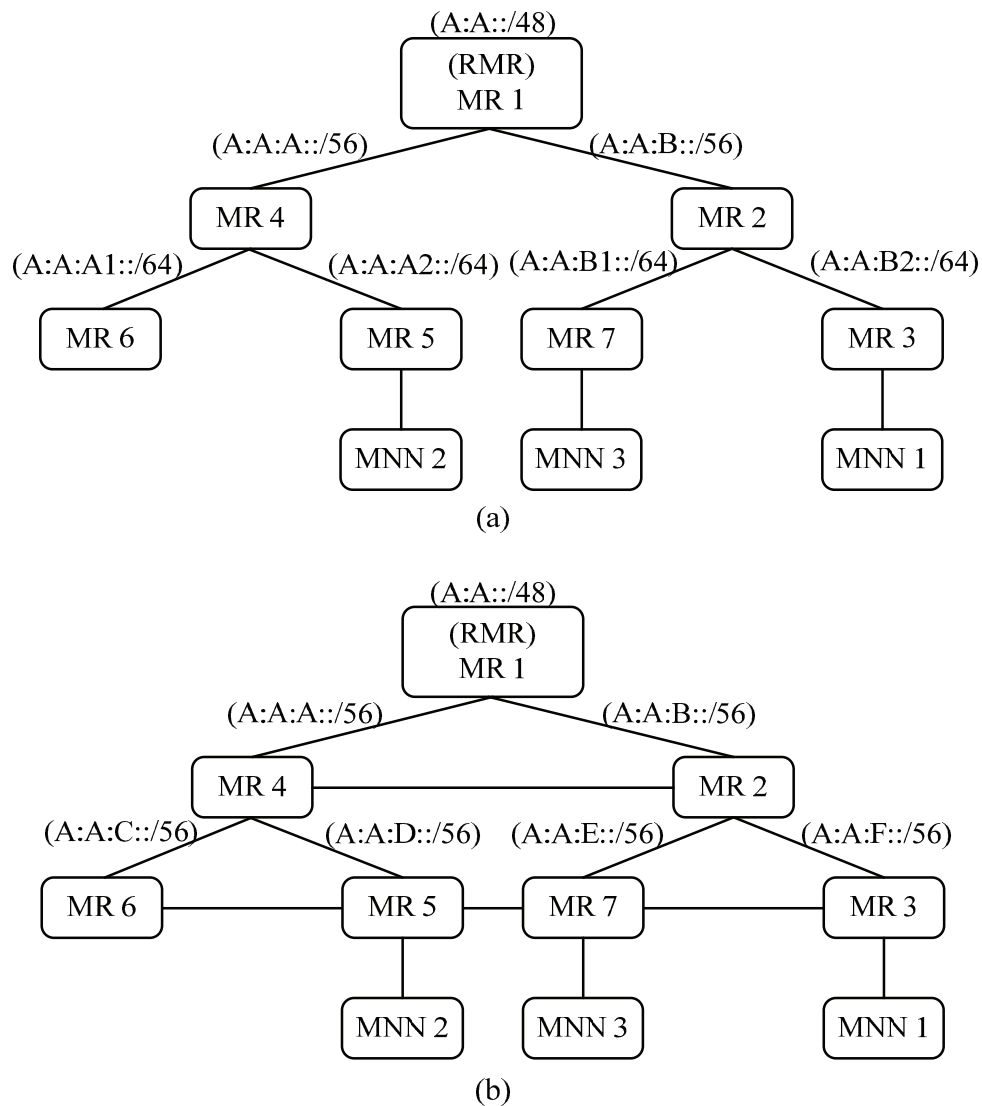 (A:A::/48)
(RMR)
MR 1
(A:A:A::/56)
(A:A:B::/56)
MR 4
MR 2
(A:A:A1::/64)
(A:A:A2::/64)
(A:A:B1::/64)
(A:A:B2::/64)
MR 6
MR 5
MR 7
MR 3
MNN 2
MNN 3
MNN 1
(a)
(A:A::/48)
(RMR)
MR 1
(A:A:A::/56)
(A:A:B::/56)
MR 4
MR 2
(A:A:C::/56)
(A:A:D::/56)
(A:A:E::/56)
(A:A:F::/56)
MR 6
MR 5
MR 7
MR 3
MNN 2
MNN 3
MNN 1
(b)